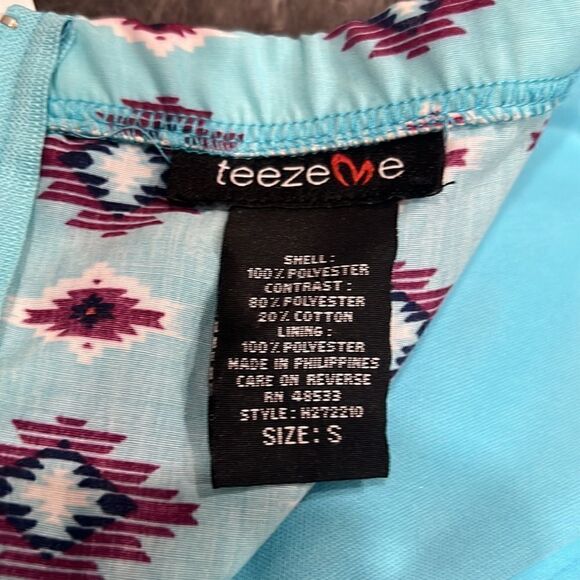 teezeme
SHELL :
100% POLYESTER
CONTRAST :
80% POLYESTER
20% COTTON
LINING :
100% POLYESTER
MADE IN PHILIPPINES
CARE ON REVERSE
RN 48533
STYLE : H272210
SIZE : S